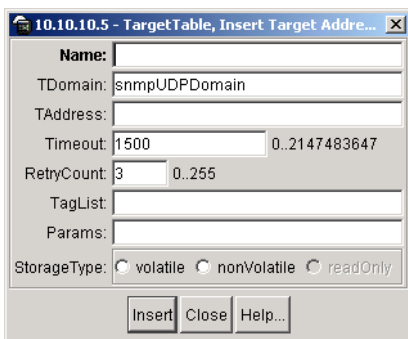 10.10.10.5 - TargetTable, Insert Target Addre...
Name:
TDomain: snmpUDPDomain
TAddress:
Timeout: 1500 0..2147483647
RetryCount: 3 0..255
TagList:
Params:
StorageType: volatile nonVolatile readOnly
Insert Close Help...